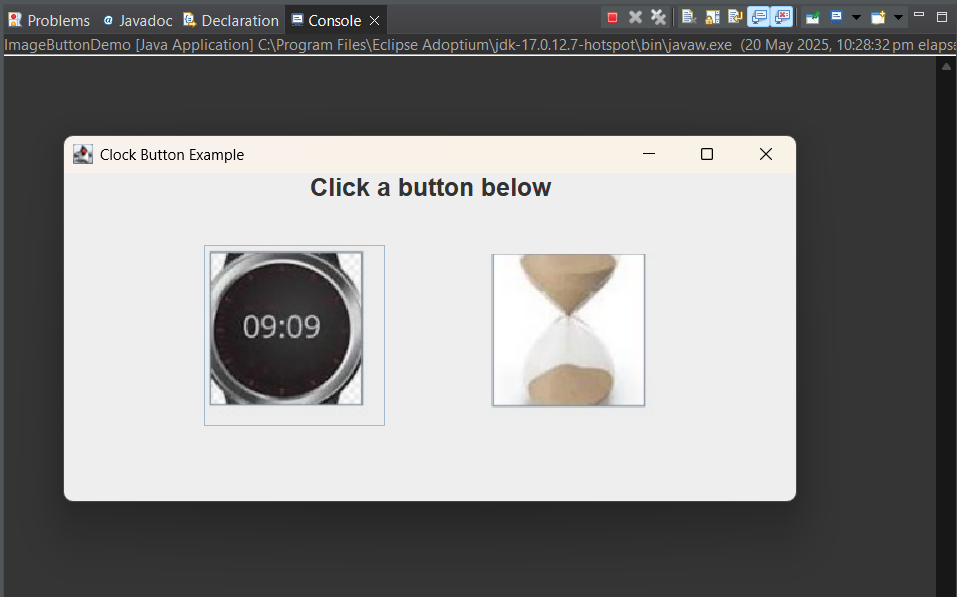 Problems @ Javadoc Declaration Console
ImageButtonDemo [Java Application] C:\Program Files\Eclipse Adoptium\jdk-17.0.12.7-hotspot\bin\javaw.exe (20 May 2025, 10:28:32 pm elaps
Clock Button Example
Click a button below
09:09